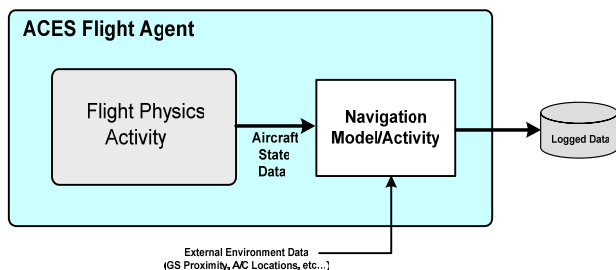 ACES Flight Agent
Flight Physics
Activity
Aircraft
State
Data
Navigation
Model/Activity
Logged Data
External Environment Data
(GS Proximity, A/C Locations, etc...)